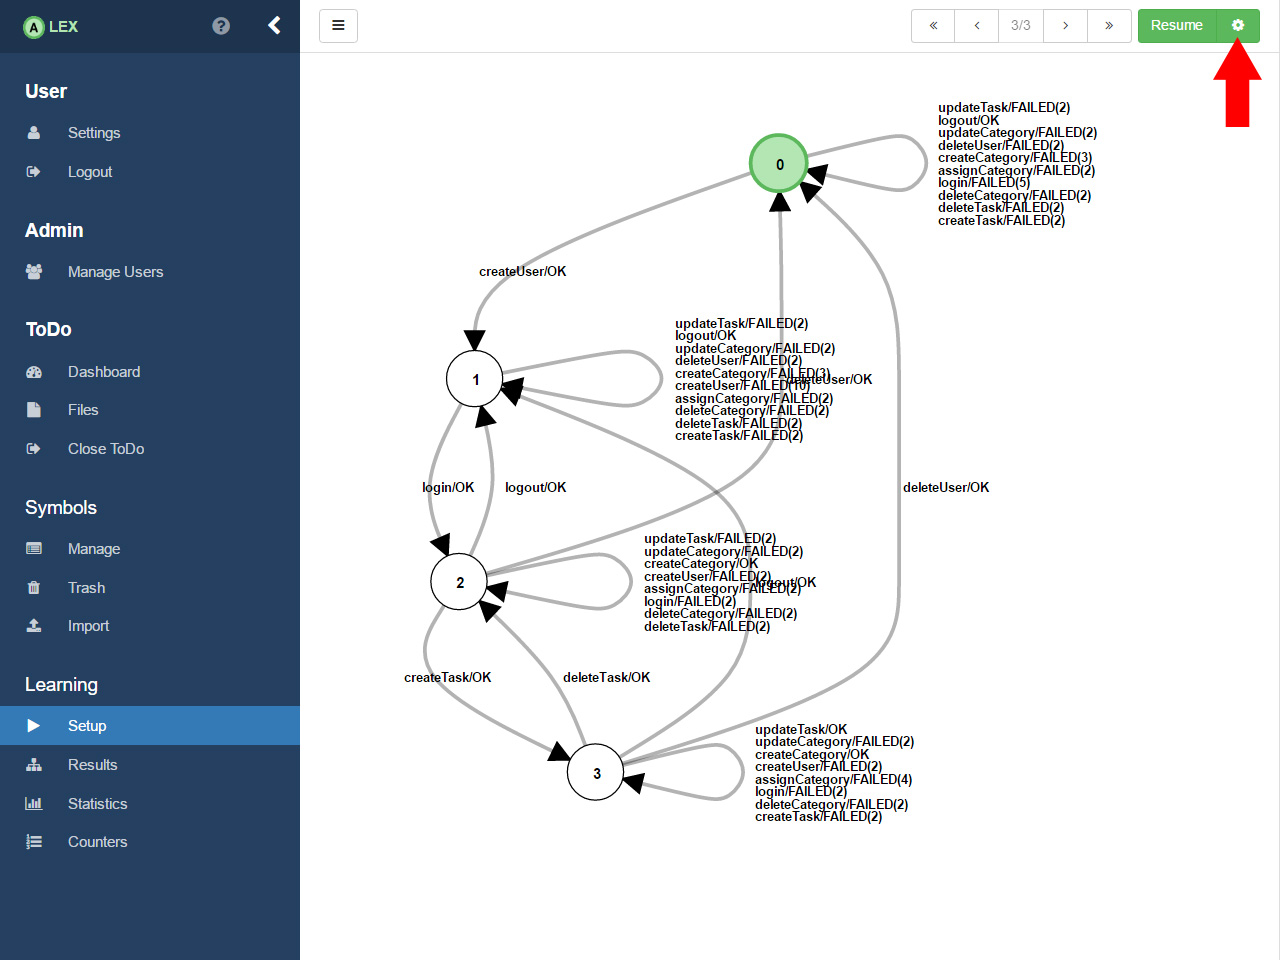 A LEX
User
Settings
Logout
Admin
Manage Users
ToDo
Dashboard
Files
Close ToDo
Symbols
Manage
Trash
Import
Learning
Setup
Results
Statistics
Counters
3/3
Resume
updateTask/FAILED(2)
logout/OK
updateCategory/FAILED(2)
deleteUser/FAILED(2)
createCategory/FAILED(3)
assignCategory/FAILED(2)
login/FAILED(5)
deleteCategory/FAILED(2)
deleteTask/FAILED(2)
createTask/FAILED(2)
0
createUser/OK
updateTask/FAILED(2)
logout/OK
updateCategory/FAILED(2)
deleteUser/FAILED(2)
createCategory/FAILED(3)
createUser/FAILED(10)
assignCategory/FAILED(2)
deleteCategory/FAILED(2)
deleteTask/FAILED(2)
createTask/FAILED(2)
deleteUser/OK
1
login/OK
logout/OK
deleteUser/OK
updateTask/FAILED(2)
updateCategory/FAILED(2)
createCategory/OK
createUser/FAILED(2)
assignCategory/FAILED(2)
login/FAILED(2)
deleteCategory/FAILED(2)
deleteTask/FAILED(2)
logout/OK
2
createTask/OK
deleteTask/OK
updateTask/OK
updateCategory/FAILED(2)
createCategory/OK
createUser/FAILED(2)
assignCategory/FAILED(4)
login/FAILED(2)
deleteCategory/FAILED(2)
createTask/FAILED(2)
3